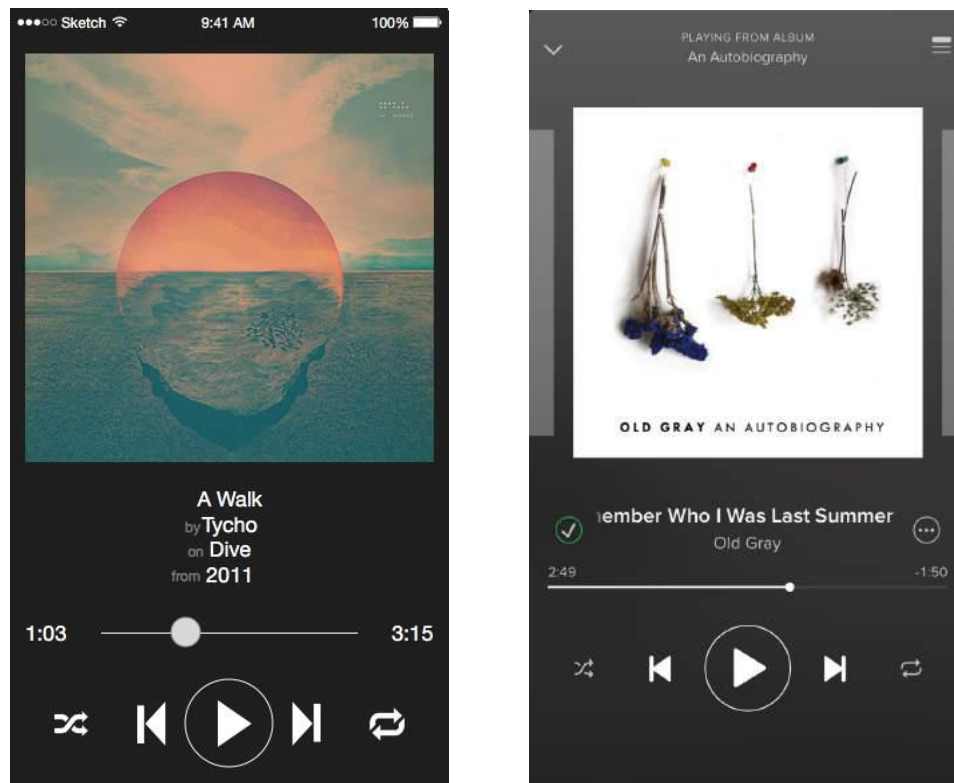 Sketch 9:41 AM 100%
A Walk
by Tycho
on Dive
from 2011
1:03 3:15
PLAYING FROM ALBUM
An Autobiography
OLD GRAY AN AUTOBIOGRAPHY
ember Who I Was Last Summer
Old Gray
2:49 -1:50